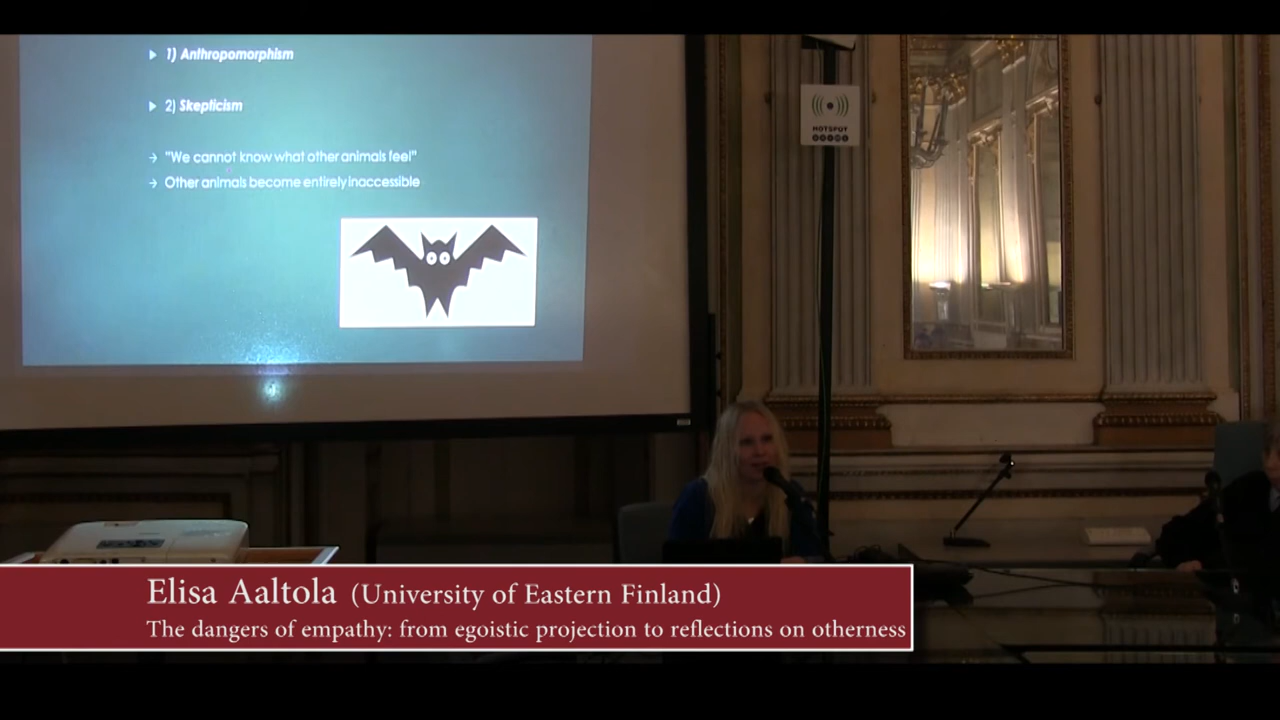 1) Anthropomorphism
2) Skepticism
"We cannot know what other animals feel"
Other animals become entirely inaccessible
HOTSPOT
Elisa Aaltola (University of Eastern Finland)
The dangers of empathy: from egoistic projection to reflections on otherness